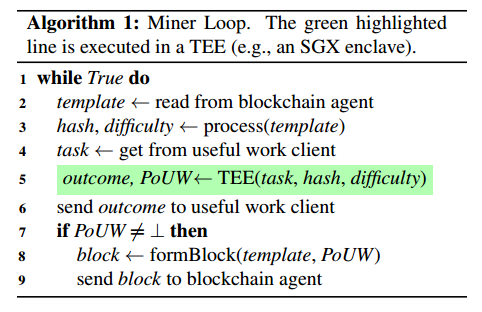 Algorithm 1: Miner Loop. The green highlighted
line is executed in a TEE (e.g., an SGX enclave).
1 while True do
2 template ← read from blockchain agent
3 hash, difficulty ← process(template)
4 task ← get from useful work client
5 outcome, PoUW← TEE(task, hash, difficulty)
6 send outcome to useful work client
7 if PoUW ≠ ⊥ then
8 block ← formBlock(template, PoUW)
9 send block to blockchain agent